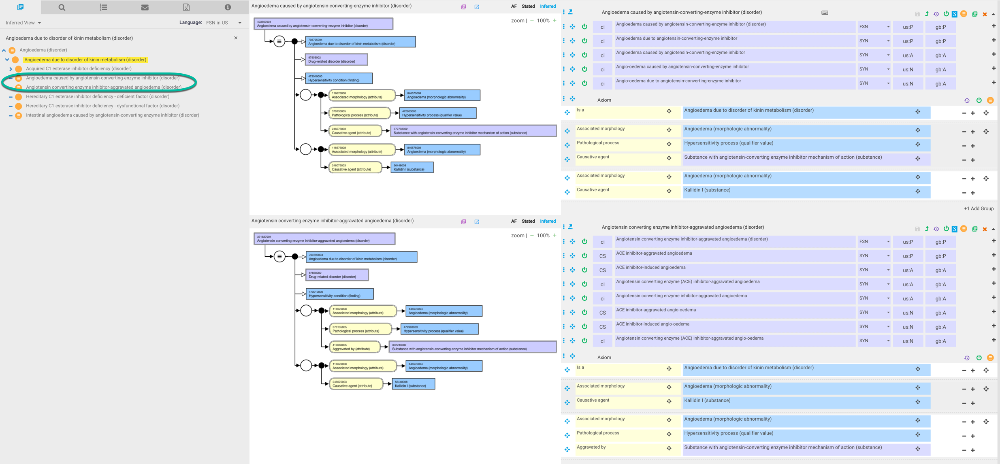 Inferred View
Language: FSN in US
Angioedema due to disorder of kinin metabolism (disorder)
Angioedema (disorder)
Angioedema due to disorder of kinin metabolism (disorder)
Acquired C1 esterase inhibitor deficiency (disorder)
Angioedema caused by angiotensin-converting-enzyme inhibitor (disorder)
Angiotensin converting enzyme inhibitor-aggravated angioedema (disorder)
Hereditary C1 esterase inhibitor deficiency - deficient factor (disorder)
Hereditary C1 esterase inhibitor deficiency - dysfunctional factor (disorder)
Intestinal angioedema caused by angiotensin-converting enzyme inhibitor (disorder)
Angioedema caused by angiotensin-converting-enzyme inhibitor (disorder)
AF Stated Inferred
zoom | − 100% +
403607004
Angioedema caused by angiotensin-converting-enzyme inhibitor (disorder)
703795004
Angioedema due to disorder of kinin metabolism (disorder)
87858002
Drug-related disorder (disorder)
473010000
Hypersensitivity condition (finding)
116676008
Associated morphology (attribute)
846575004
Angioedema (morphologic abnormality)
370135005
Pathological process (attribute)
472963003
Hypersensitivity process (qualifier value)
246075003
Causative agent (attribute)
372733002
Substance with angiotensin-converting enzyme inhibitor mechanism of action (substance)
116676008
Associated morphology (attribute)
846575004
Angioedema (morphologic abnormality)
246075003
Causative agent (attribute)
56448008
Kallidin I (substance)
Angiotensin converting enzyme inhibitor-aggravated angioedema (disorder)
AF Stated Inferred
zoom | − 100% +
371627004
Angiotensin converting enzyme inhibitor-aggravated angioedema (disorder)
703795004
Angioedema due to disorder of kinin metabolism (disorder)
87858002
Drug-related disorder (disorder)
473010000
Hypersensitivity condition (finding)
116676008
Associated morphology (attribute)
846575004
Angioedema (morphologic abnormality)
370135005
Pathological process (attribute)
472963003
Hypersensitivity process (qualifier value)
410660005
Aggravated by (attribute)
372733002
Substance with angiotensin-converting enzyme inhibitor mechanism of action (substance)
116676008
Associated morphology (attribute)
846575004
Angioedema (morphologic abnormality)
246075003
Causative agent (attribute)
56448008
Kallidin I (substance)
Angioedema caused by angiotensin-converting-enzyme inhibitor (disorder)
S
ci Angioedema caused by angiotensin-converting-enzyme inhibitor (disorder) FSN us:P gb:P
ci Angioedema due to angiotensin-converting-enzyme inhibitor SYN us:P gb:P
ci Angioedema caused by angiotensin-converting-enzyme inhibitor SYN us:A gb:A
ci Angio-oedema caused by angiotensin-converting-enzyme inhibitor SYN us:N gb:A
ci Angio-oedema due to angiotensin-converting-enzyme inhibitor SYN us:N gb:A
Axiom
Is a Angioedema due to disorder of kinin metabolism (disorder)
Associated morphology Angioedema (morphologic abnormality)
Pathological process Hypersensitivity process (qualifier value)
Causative agent Substance with angiotensin-converting enzyme inhibitor mechanism of action (substance)
Associated morphology Angioedema (morphologic abnormality)
Causative agent Kallidin I (substance)
+1 Add Group
Angiotensin converting enzyme inhibitor-aggravated angioedema (disorder)
S
ci Angiotensin converting enzyme inhibitor-aggravated angioedema (disorder) FSN us:P gb:P
CS ACE inhibitor-aggravated angioedema SYN us:P gb:P
CS ACE inhibitor-induced angioedema SYN us:A gb:A
cI Angiotensin converting enzyme (ACE) inhibitor-aggravated angioedema SYN us:A gb:A
ci Angiotensin converting enzyme inhibitor-aggravated angioedema SYN us:A gb:A
CS ACE inhibitor-aggravated angio-oedema SYN us:N gb:A
CS ACE inhibitor-induced angio-oedema SYN us:N gb:A
cI Angiotensin converting enzyme (ACE) inhibitor-aggravated angio-oedema SYN us:N gb:A
Axiom
Is a Angioedema due to disorder of kinin metabolism (disorder)
Associated morphology Angioedema (morphologic abnormality)
Causative agent Kallidin I (substance)
Associated morphology Angioedema (morphologic abnormality)
Pathological process Hypersensitivity process (qualifier value)
Aggravated by Substance with angiotensin-converting enzyme inhibitor mechanism of action (substance)